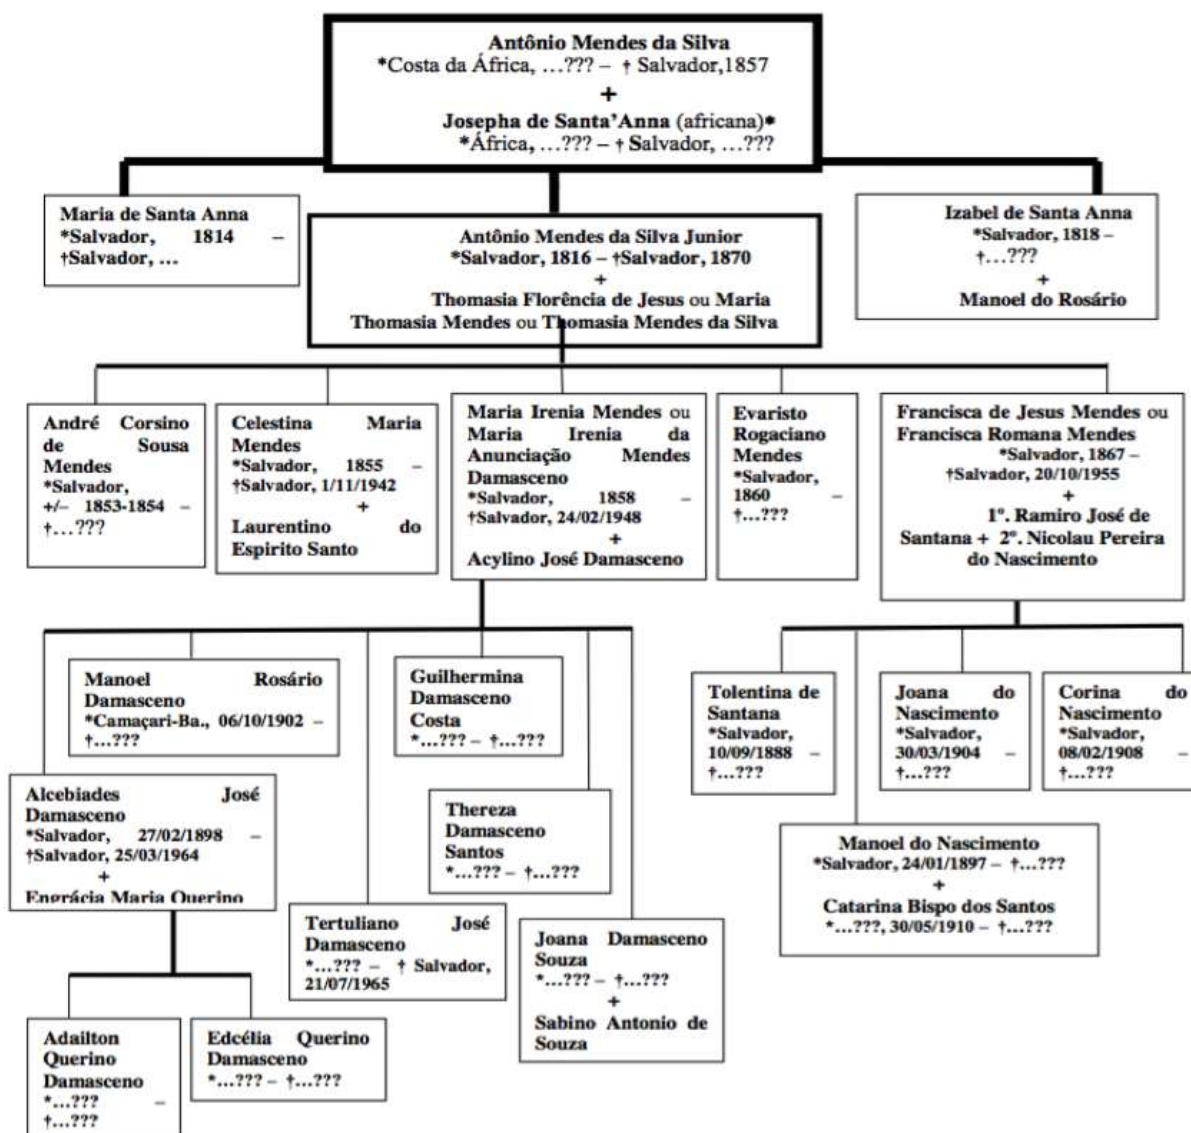 Antônio Mendes da Silva
*Costa da África, ...??? – † Salvador,1857
+
Josepha de Santa’Anna (africana)*
*África, ...??? – † Salvador, ...???
Maria de Santa Anna
*Salvador, 1814 –
†Salvador, ...
Antônio Mendes da Silva Junior
*Salvador, 1816 – †Salvador, 1870
+
Thomasia Florência de Jesus ou Maria
Thomasia Mendes ou Thomasia Mendes da Silva
Izabel de Santa Anna
*Salvador, 1818 –
†...???
+
Manoel do Rosário
André Corsino
de Sousa
Mendes
*Salvador,
+/– 1853-1854 –
†...???
Celestina Maria
Mendes
*Salvador, 1855 –
†Salvador, 1/11/1942
+
Laurentino do
Espirito Santo
Maria Irenia Mendes ou
Maria Irenia da
Anunciação Mendes
Damasceno
*Salvador, 1858 –
†Salvador, 24/02/1948
+
Acylino José Damasceno
Evaristo
Rogaciano
Mendes
*Salvador,
1860 –
†...???
Francisca de Jesus Mendes ou
Francisca Romana Mendes
*Salvador, 1867 –
†Salvador, 20/10/1955
+
1º. Ramiro José de
Santana + 2º. Nicolau Pereira
do Nascimento
Manoel Rosário
Damasceno
*Camaçari-Ba., 06/10/1902 –
†...???
Guilhermina
Damasceno
Costa
*...??? – †...???
Tolentina de
Santana
*Salvador,
10/09/1888 –
†...???
Joana do
Nascimento
*Salvador,
30/03/1904 –
†...???
Corina do
Nascimento
*Salvador,
08/02/1908 –
†...???
Alcebiades José
Damasceno
*Salvador, 27/02/1898 –
†Salvador, 25/03/1964
+
Engrácia Maria Querino
Thereza
Damasceno
Santos
*...??? – †...???
Manoel do Nascimento
*Salvador, 24/01/1897 – †...???
+
Catarina Bispo dos Santos
*...???, 30/05/1910 – †...???
Tertuliano José
Damasceno
*...??? – † Salvador,
21/07/1965
Joana Damasceno
Souza
*...??? – †...???
+
Sabino Antonio de
Souza
Adailton
Querino
Damasceno
*...??? –
†...???
Edcélia Querino
Damasceno
*...??? – †...???